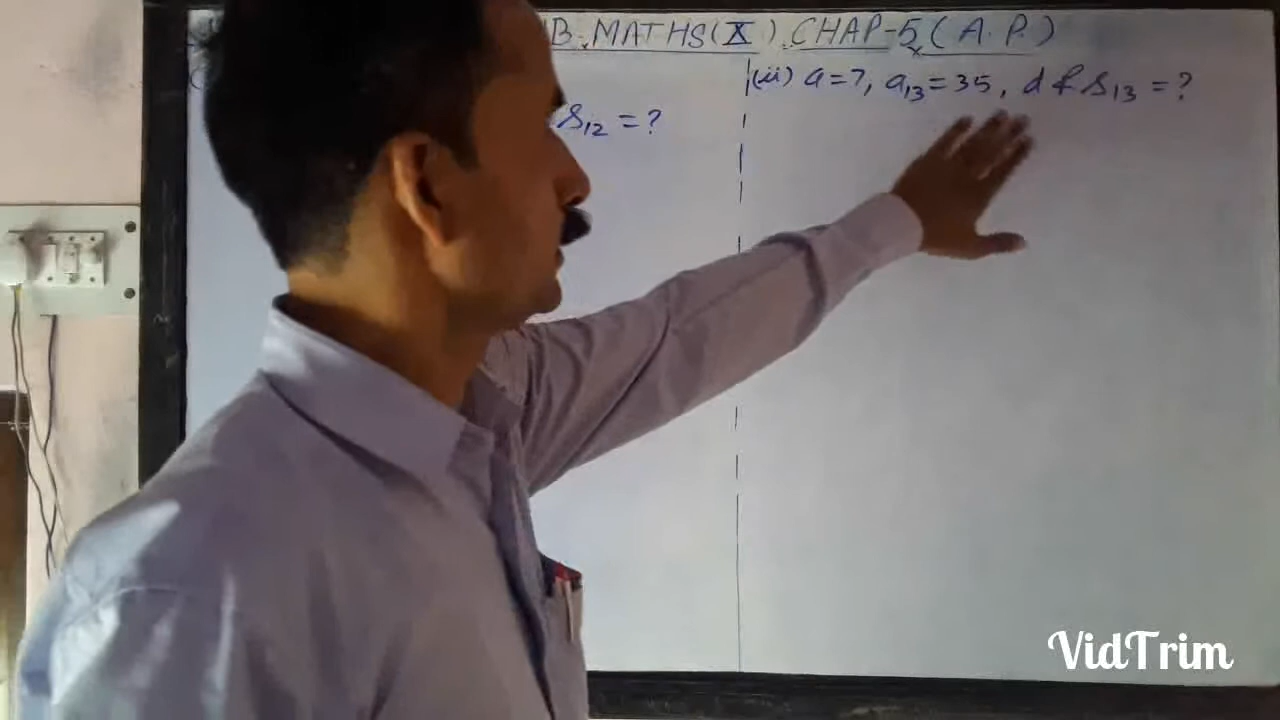 B. MATHS (X) CHAP-5 (A.P.)
S₁₂ = ?
(ii) a=7, a₁₃=35, d & S₁₃ = ?
VidTrim